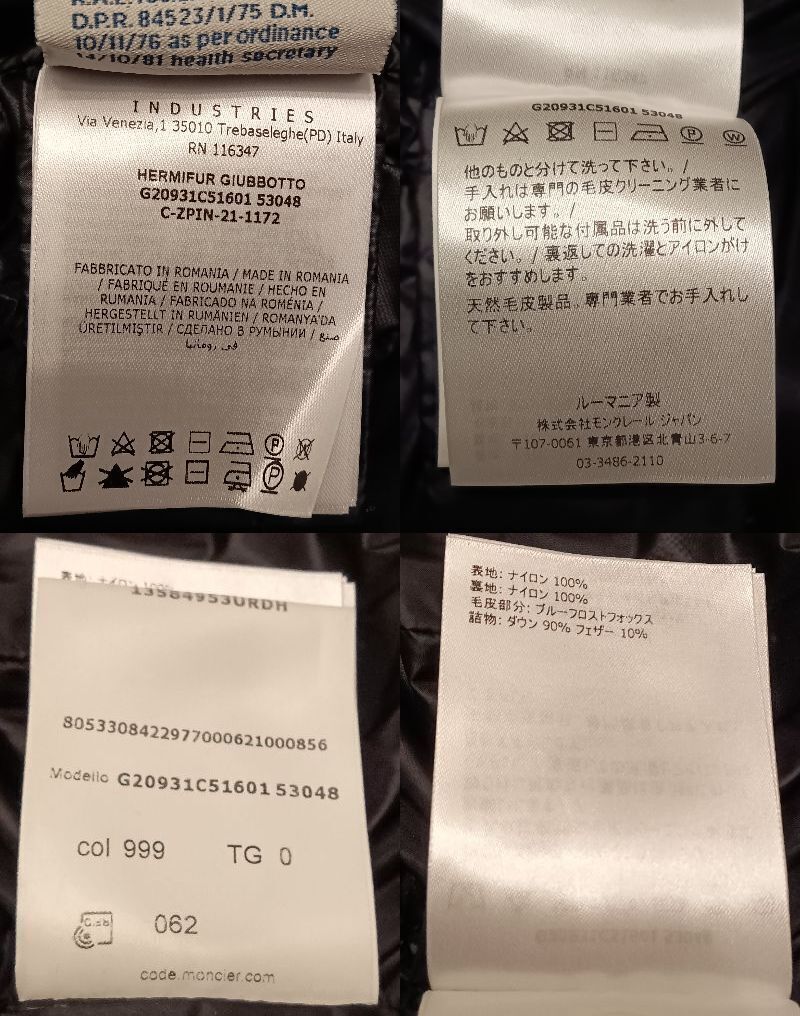 D.P.R. 84523/1/75 D.M.
10/11/76 as per ordinance
14/10/81 health secretary
INDUSTRIES
Via Venezia,1 35010 Trebaseleghe(PD) Italy
RN 116347
HERMIFUR GIUBBOTTO
G20931C51601 53048
C-ZPIN-21-1172
FABBRICATO IN ROMANIA / MADE IN ROMANIA
/ FABRIQUÉ EN ROUMANIE / HECHO EN
RUMANIA / FABRICADO NA ROMÉNIA /
HERGESTELLT IN RUMÄNIEN / ROMANYA'DA
ÜRETILMIŞTIR / СДЕЛАНО В РУМЫНИИ / صنع
في رومانيا
P
P
G20931C51601 53048
P W
他のものと分けて洗って下さい。/
手入れは専門の毛皮クリーニング業者に
お願いします。/
取り外し可能な付属品は洗う前に外して
ください。/ 裏返しての洗濯とアイロンがけ
をおすすめします。
天然毛皮製品。専門業者でお手入れし
て下さい。
ルーマニア製
株式会社モンクレール ジャパン
〒107-0061 東京都港区北青山3-6-7
03-3486-2110
表地: ナイロン 100%
13584953URDH
8053308422977000621000856
Modello G20931C51601 53048
col 999 TG 0
062
code.moncler.com
表地: ナイロン 100%
裏地: ナイロン 100%
毛皮部分: ブルーフロストフォックス
詰物: ダウン 90% フェザー 10%